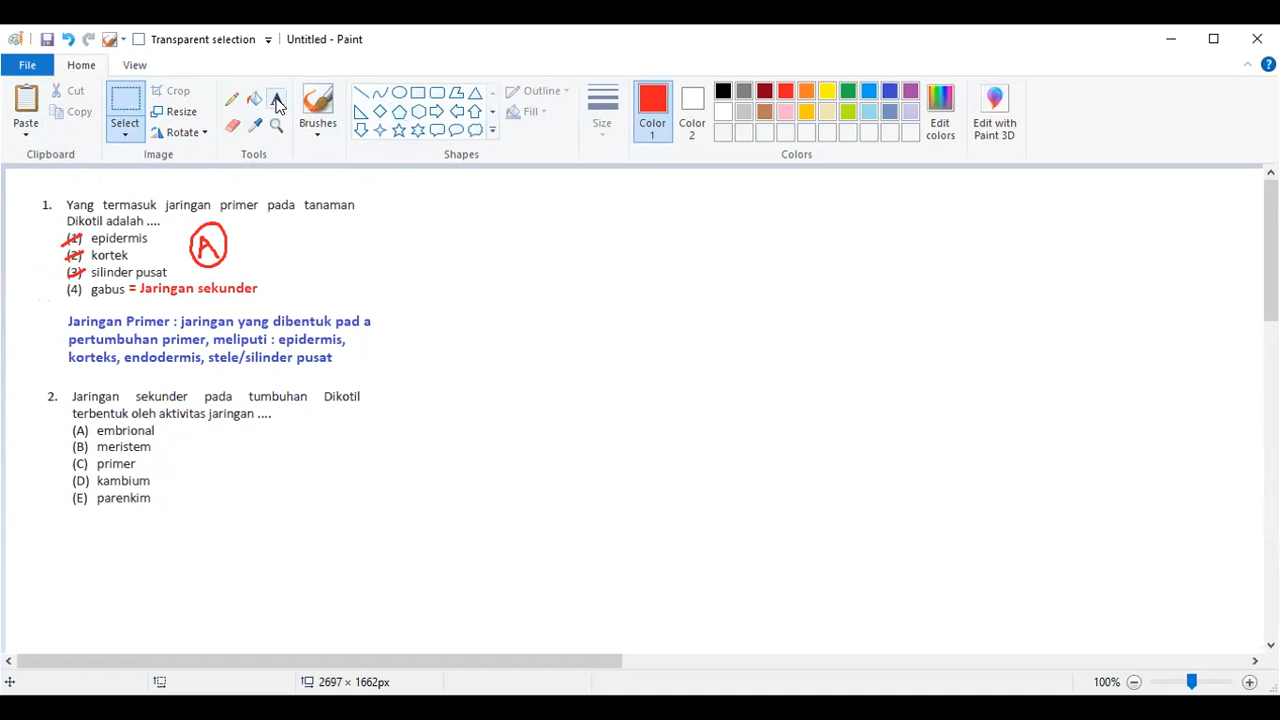 Transparent selection
Untitled - Paint
File
Home
View
Paste
Cut
Copy
Clipboard
Select
Crop
Resize
Rotate
Image
Tools
Brushes
Outline
Fill
Shapes
Size
Color 1
Color 2
Edit colors
Edit with Paint 3D
Colors
1. Yang termasuk jaringan primer pada tanaman
Dikotil adalah ....
(1) epidermis
(2) kortek
(3) silinder pusat
(4) gabus = Jaringan sekunder
A
Jaringan Primer : jaringan yang dibentuk pad a
pertumbuhan primer, meliputi : epidermis,
korteks, endodermis, stele/silinder pusat
2. Jaringan sekunder pada tumbuhan Dikotil
terbentuk oleh aktivitas jaringan ....
(A) embrional
(B) meristem
(C) primer
(D) kambium
(E) parenkim
2697 × 1662px
100%